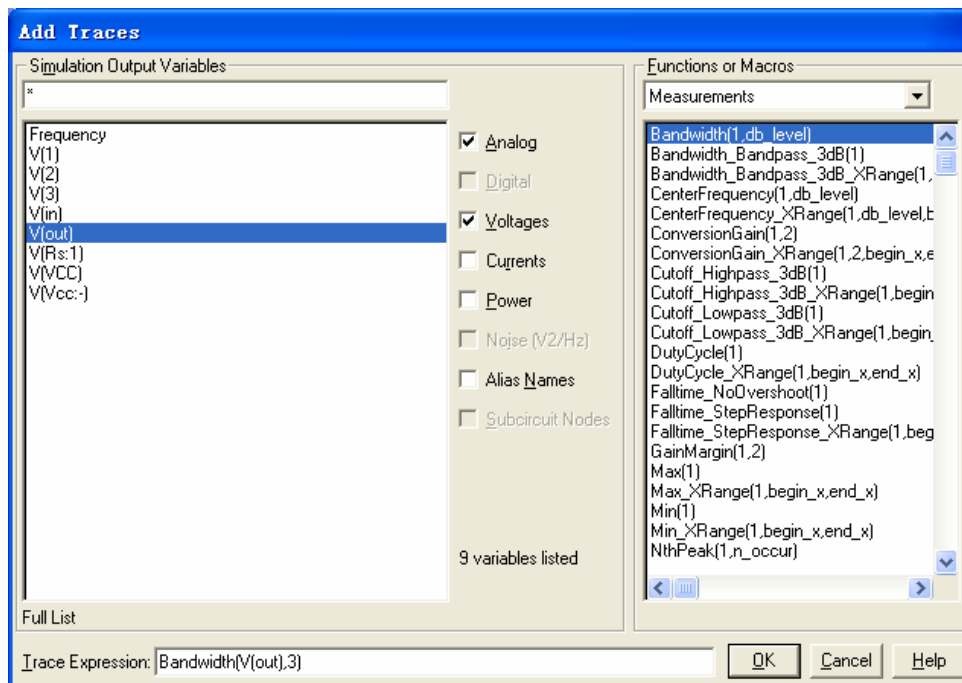 Add Traces
Simulation Output Variables
*
Frequency
V(1)
V(2)
V(3)
V(in)
V(out)
V(Rs:1)
V(VCC)
V(Vcc:-)
Analog
Digital
Voltages
Currents
Power
Noise (V2/Hz)
Alias Names
Subcircuit Nodes
9 variables listed
Full List
Functions or Macros
Measurements
Bandwidth(1,db_level)
Bandwidth_Bandpass_3dB(1)
Bandwidth_Bandpass_3dB_XRange(1,
CenterFrequency(1,db_level)
CenterFrequency_XRange(1,db_level,b
ConversionGain(1,2)
ConversionGain_XRange(1,2,begin_x,e
Cutoff_Highpass_3dB(1)
Cutoff_Highpass_3dB_XRange(1,begin
Cutoff_Lowpass_3dB(1)
Cutoff_Lowpass_3dB_XRange(1,begin_
DutyCycle(1)
DutyCycle_XRange(1,begin_x,end_x)
Falltime_NoOvershoot(1)
Falltime_StepResponse(1)
Falltime_StepResponse_XRange(1,beg
GainMargin(1,2)
Max(1)
Max_XRange(1,begin_x,end_x)
Min(1)
Min_XRange(1,begin_x,end_x)
NthPeak(1,n_occur)
Trace Expression: Bandwidth(V(out),3)
OK Cancel Help